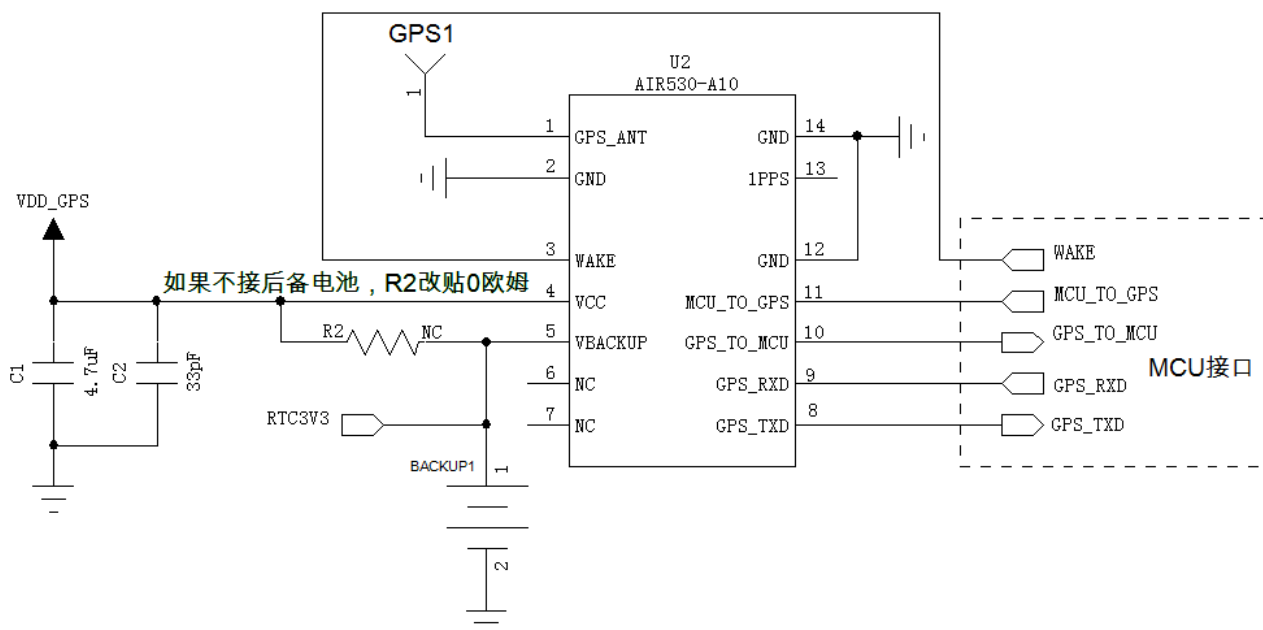 GPS1
1
U2
AIR530-A10
1
GPS_ANT
GND
14
2
GND
1PPS
13
VDD_GPS
3
WAKE
GND
12
WAKE
如果不接后备电池，R2改贴0欧姆
4
VCC
MCU_TO_GPS
11
MCU_TO_GPS
R2
NC
5
VBACKUP
GPS_TO_MCU
10
GPS_TO_MCU
C1
4.7uF
C2
33pF
6
NC
GPS_RXD
9
GPS_RXD
MCU接口
RTC3V3
7
NC
GPS_TXD
8
GPS_TXD
BACKUP1
1
2